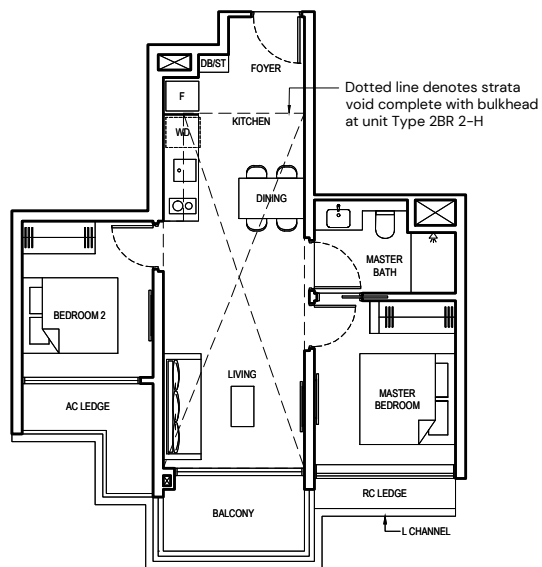 DB/ST
FOYER
F
Dotted line denotes strata
void complete with bulkhead
at unit Type 2BR 2-H
KITCHEN
WD
DINING
MASTER
BATH
BEDROOM 2
LIVING
MASTER
BEDROOM
AC LEDGE
RC LEDGE
BALCONY
L CHANNEL